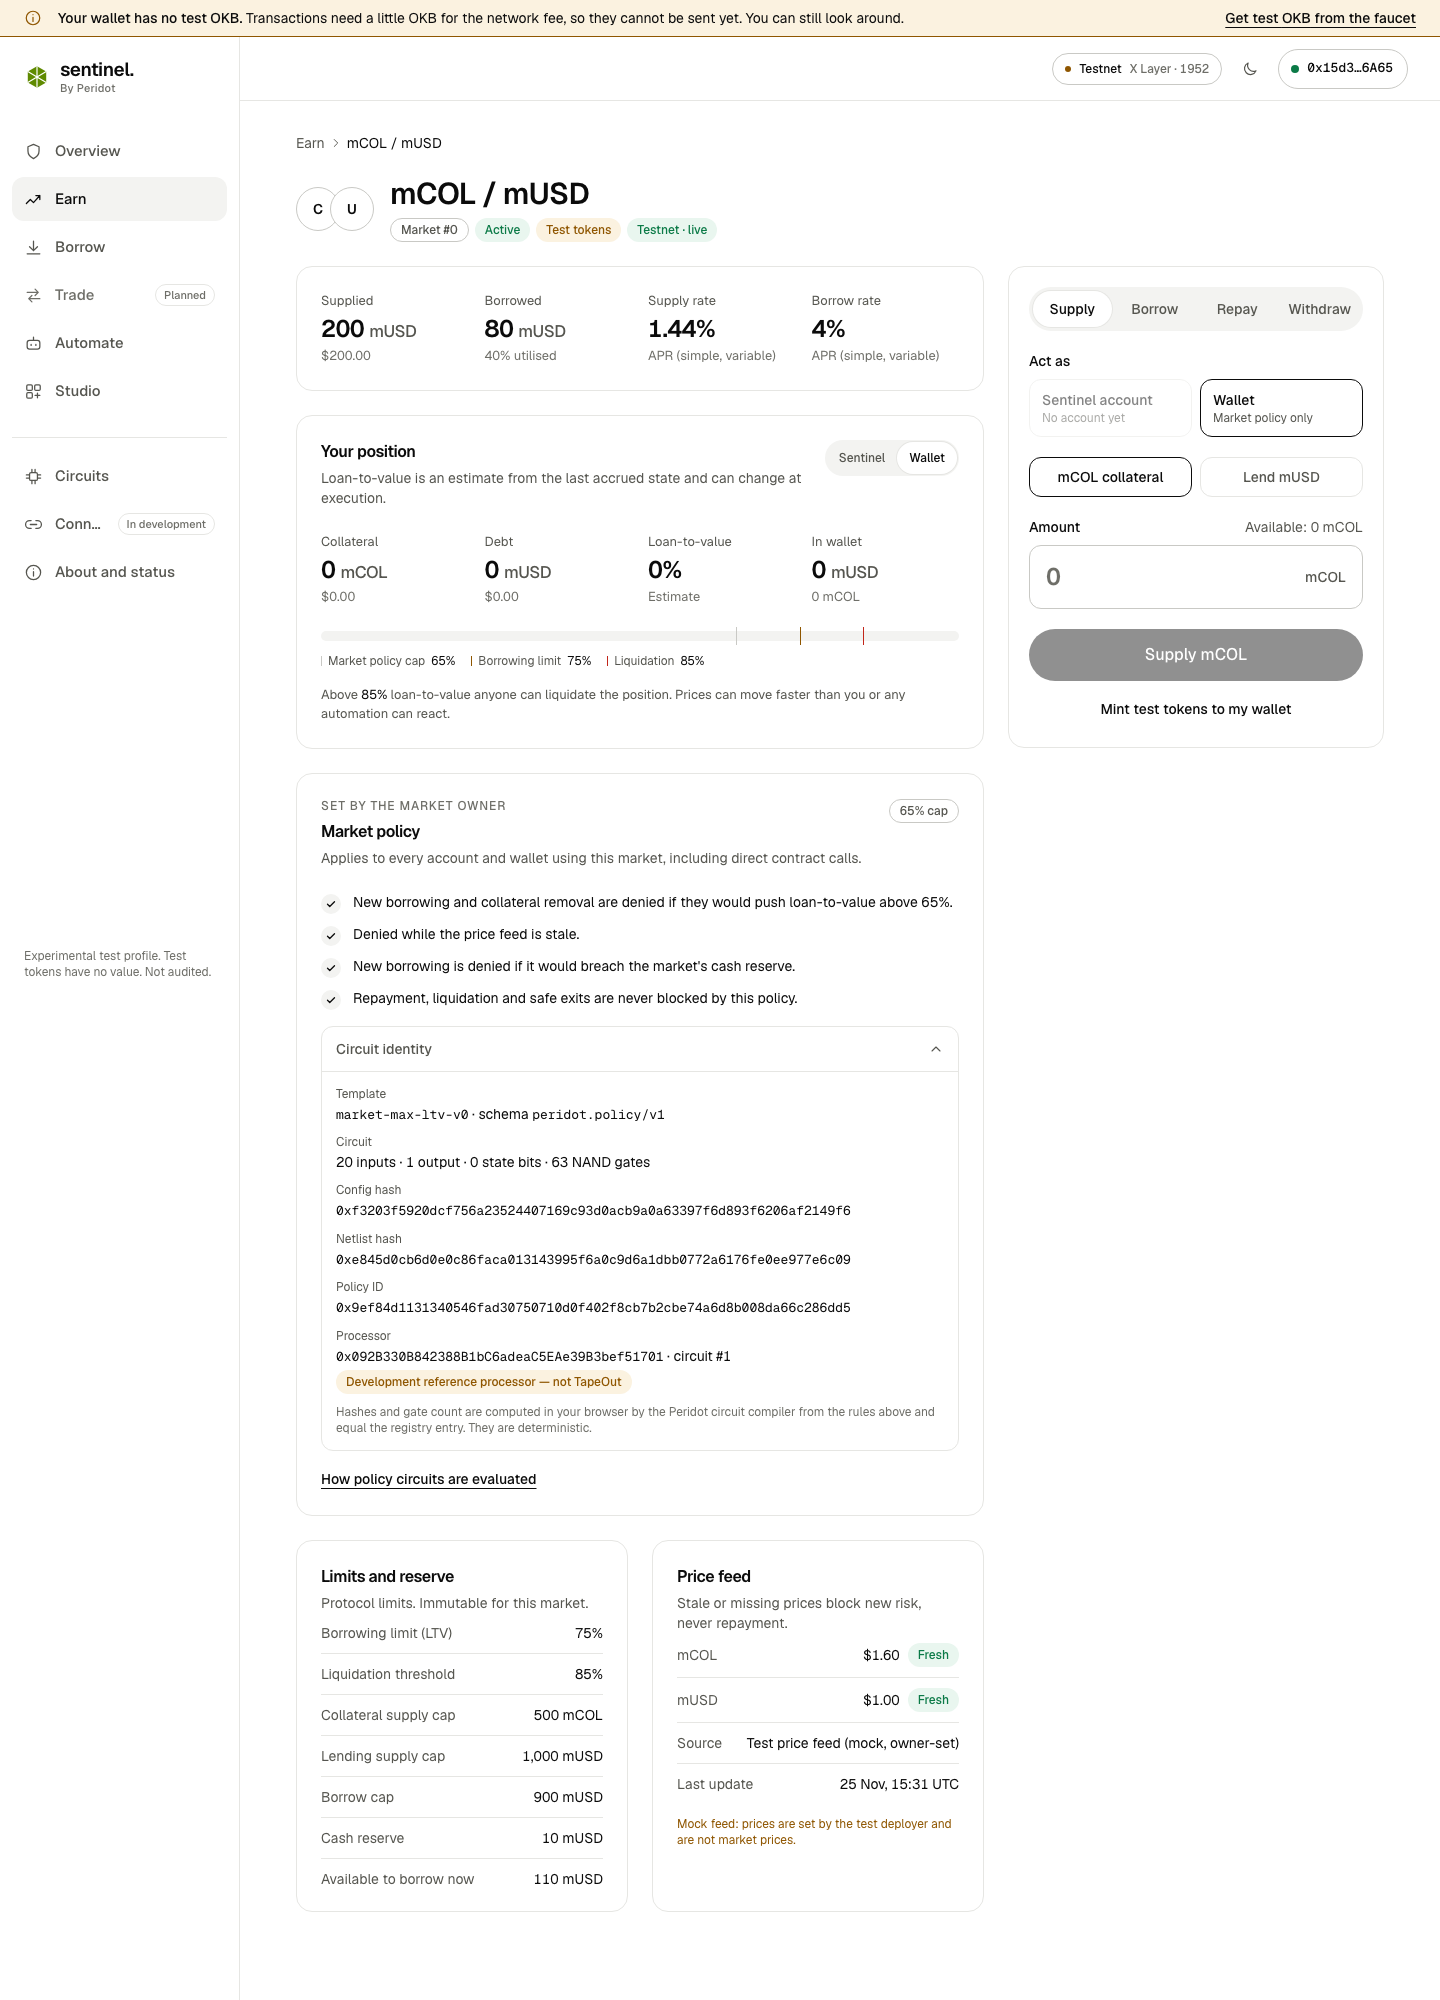 Your wallet has no test OKB. Transactions need a little OKB for the network fee, so they cannot be sent yet. You can still look around.
Get test OKB from the faucet
sentinel.
By Peridot
Testnet X Layer · 1952
0x15d3…6A65
Overview
Earn
Borrow
Trade
Planned
Automate
Studio
Circuits
Conn…
In development
About and status
Experimental test profile. Test
tokens have no value. Not audited.
Earn > mCOL / mUSD
C
U
mCOL / mUSD
Market #0
Active
Test tokens
Testnet · live
Supplied
200 mUSD
$200.00
Borrowed
80 mUSD
40% utilised
Supply rate
1.44%
APR (simple, variable)
Borrow rate
4%
APR (simple, variable)
Your position
Loan-to-value is an estimate from the last accrued state and can change at
execution.
Sentinel
Wallet
Collateral
0 mCOL
$0.00
Debt
0 mUSD
$0.00
Loan-to-value
0%
Estimate
In wallet
0 mUSD
0 mCOL
Market policy cap 65%
Borrowing limit 75%
Liquidation 85%
Above 85% loan-to-value anyone can liquidate the position. Prices can move faster than you or any
automation can react.
SET BY THE MARKET OWNER
Market policy
65% cap
Applies to every account and wallet using this market, including direct contract calls.
New borrowing and collateral removal are denied if they would push loan-to-value above 65%.
Denied while the price feed is stale.
New borrowing is denied if it would breach the market's cash reserve.
Repayment, liquidation and safe exits are never blocked by this policy.
Circuit identity
Template
market-max-ltv-v0 · schema peridot.policy/v1
Circuit
20 inputs · 1 output · 0 state bits · 63 NAND gates
Config hash
0xf3203f5920dcf756a23524407169c93d0acb9a0a63397f6d893f6206af2149f6
Netlist hash
0xe845d0cb6d0e0c86faca013143995f6a0c9d6a1dbb0772a6176fe0ee977e6c09
Policy ID
0x9ef84d1131340546fad30750710d0f402f8cb7b2cbe74a6d8b008da66c286dd5
Processor
0x092B330B842388B1bC6adeaC5EAe39B3bef51701 · circuit #1
Development reference processor — not TapeOut
Hashes and gate count are computed in your browser by the Peridot circuit compiler from the rules above and
equal the registry entry. They are deterministic.
How policy circuits are evaluated
Limits and reserve
Protocol limits. Immutable for this market.
Borrowing limit (LTV) 75%
Liquidation threshold 85%
Collateral supply cap 500 mCOL
Lending supply cap 1,000 mUSD
Borrow cap 900 mUSD
Cash reserve 10 mUSD
Available to borrow now 110 mUSD
Price feed
Stale or missing prices block new risk,
never repayment.
mCOL $1.60 Fresh
mUSD $1.00 Fresh
Source Test price feed (mock, owner-set)
Last update 25 Nov, 15:31 UTC
Mock feed: prices are set by the test deployer and
are not market prices.
Supply
Borrow
Repay
Withdraw
Act as
Sentinel account
No account yet
Wallet
Market policy only
mCOL collateral
Lend mUSD
Amount
Available: 0 mCOL
0
mCOL
Supply mCOL
Mint test tokens to my wallet